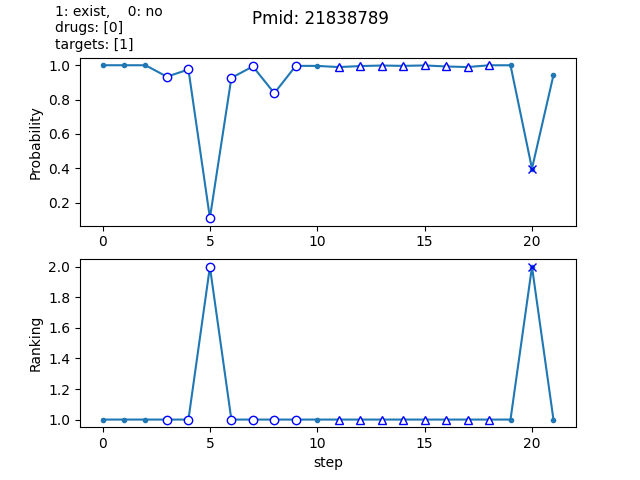 1: exist,    0: no
drugs: [0]
targets: [1]
Pmid: 21838789
1.0
0.8
0.6
0.4
0.2
Probability
0 5 10 15 20
2.0
1.8
1.6
1.4
1.2
1.0
Ranking
0 5 10 15 20
step